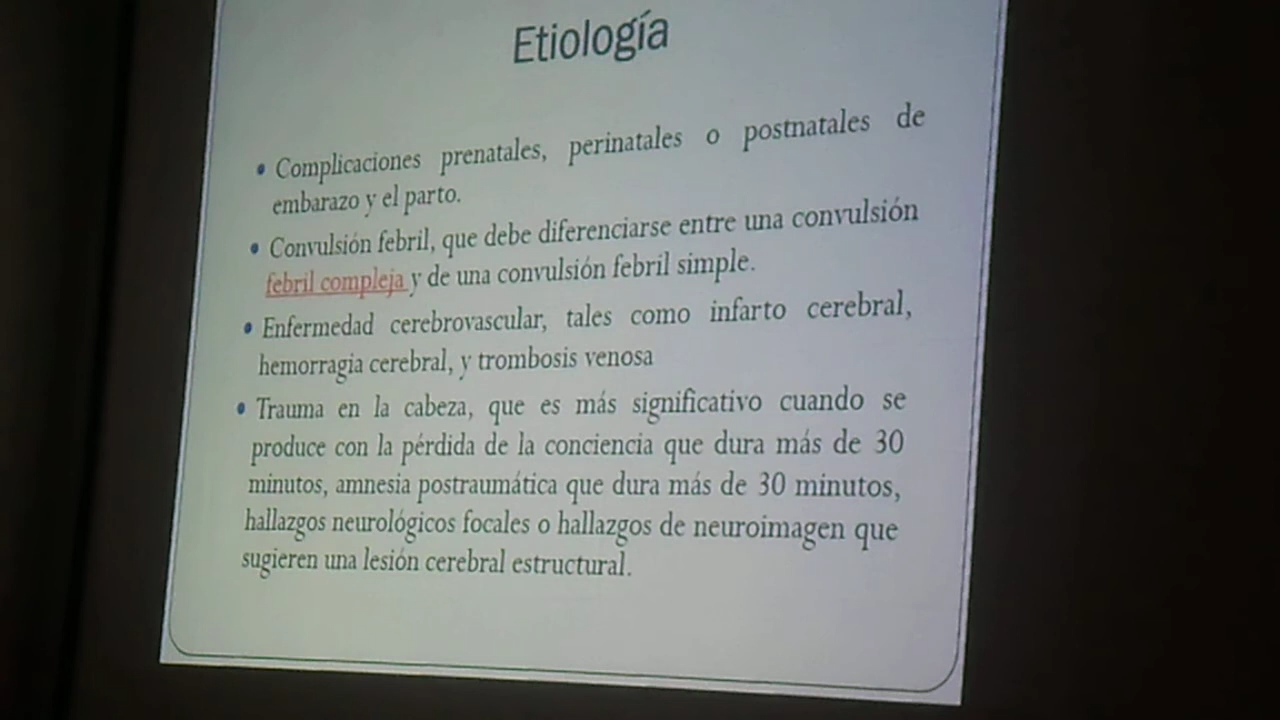 Etiología
• Complicaciones prenatales, perinatales o postnatales de
embarazo y el parto.
• Convulsión febril, que debe diferenciarse entre una convulsión
febril compleja y de una convulsión febril simple.
• Enfermedad cerebrovascular, tales como infarto cerebral,
hemorragia cerebral, y trombosis venosa
• Trauma en la cabeza, que es más significativo cuando se
produce con la pérdida de la conciencia que dura más de 30
minutos, amnesia postraumática que dura más de 30 minutos,
hallazgos neurológicos focales o hallazgos de neuroimagen que
sugieren una lesión cerebral estructural.